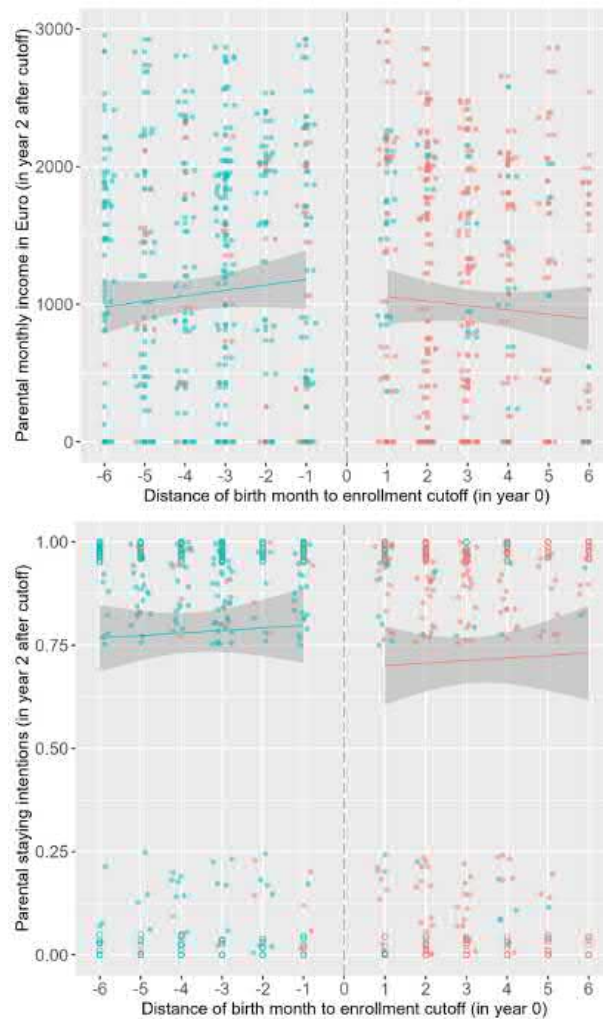 Parental monthly income in Euro (in year 2 after cutoff)
3000
2000
1000
0
-6 -5 -4 -3 -2 -1 0 1 2 3 4 5 6
Distance of birth month to enrollment cutoff (in year 0)
Parental staying intentions (in year 2 after cutoff)
1.00
0.75
0.50
0.25
0.00
-6 -5 -4 -3 -2 -1 0 1 2 3 4 5 6
Distance of birth month to enrollment cutoff (in year 0)